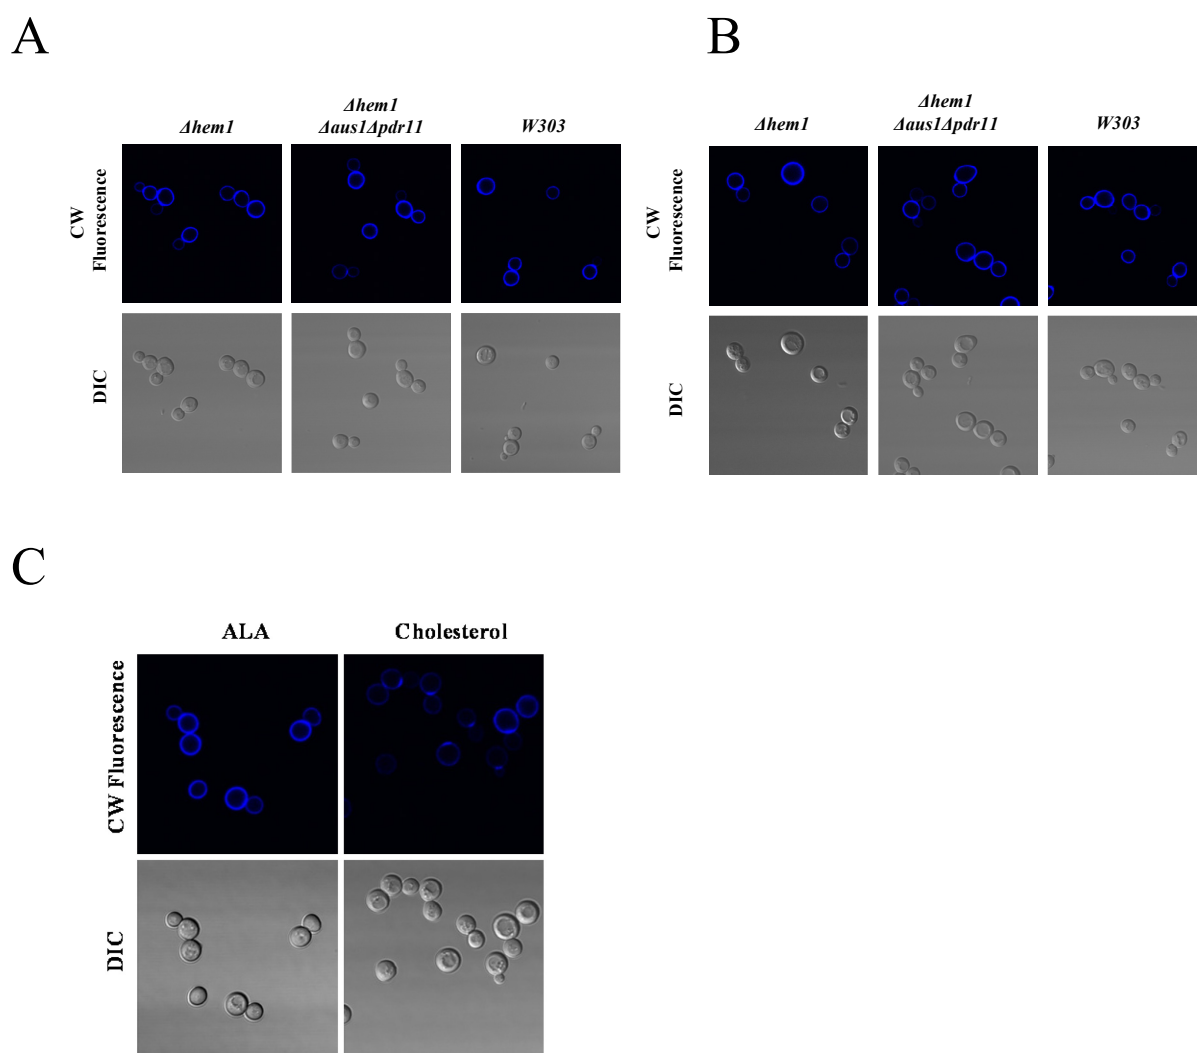 A
B
Δhem1
Δhem1
Δaus1Δpdr11
W303
CW
Fluorescence
DIC
Δhem1
Δhem1
Δaus1Δpdr11
W303
CW
Fluorescence
DIC
C
ALA
Cholesterol
CW Fluorescence
DIC